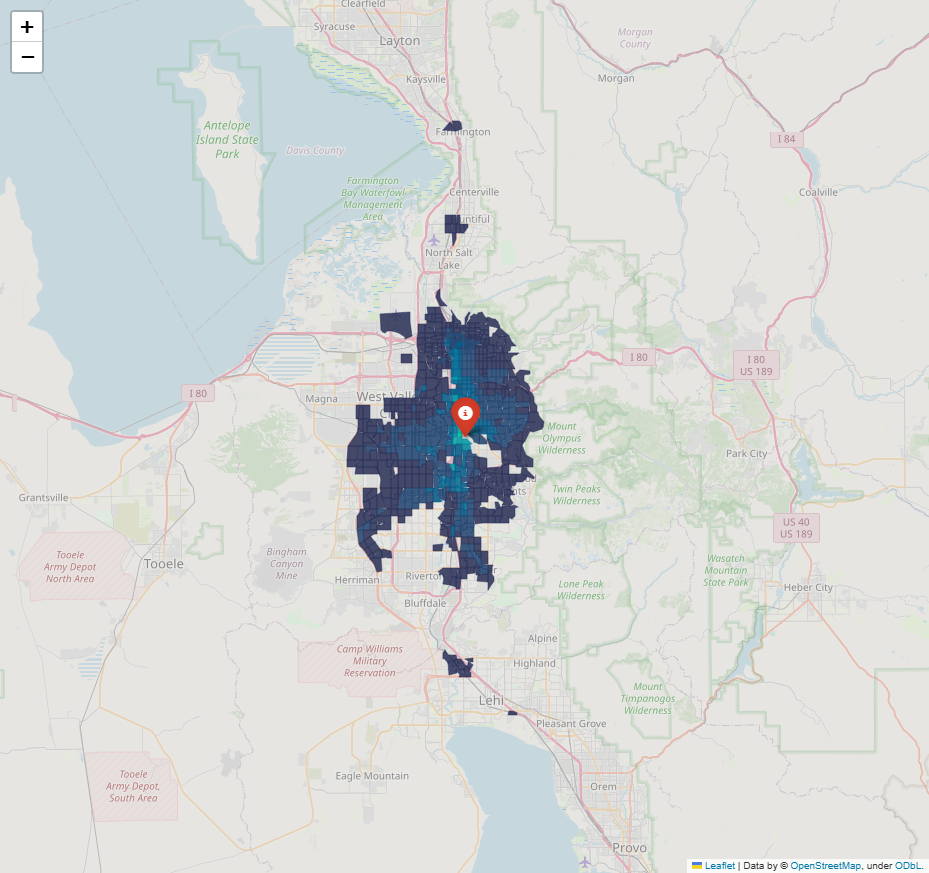 +
−
Clearfield
Syracuse
Layton
Morgan
County
Kaysville
Morgan
Antelope
Island State
Park
Farmington
I 84
Davis County
Farmington
Bay Waterfowl
Management
Area
Centerville
Coalville
untiful
North Salt
Lake
I 80
I 80
US 189
I 80
Magna
West Vall
Mount
Olympus
Wilderness
Park City
Grantsville
Twin Peaks
Wilderness
US 40
US 189
Tooele
Army Depot
North Area
Tooele
Bingham
Canyon
Mine
Herriman
Riverto
Lone Peak
Wilderness
Wasatch
Mountain
State Park
Heber City
Bluffdale
Alpine
Camp Williams
Military
Reservation
Highland
Lehi
Mount
Timpanogos
Wilderness
Pleasant Grove
Tooele
Army Depot,
South Area
Eagle Mountain
Orem
Provo
Leaflet | Data by © OpenStreetMap, under ODbL.